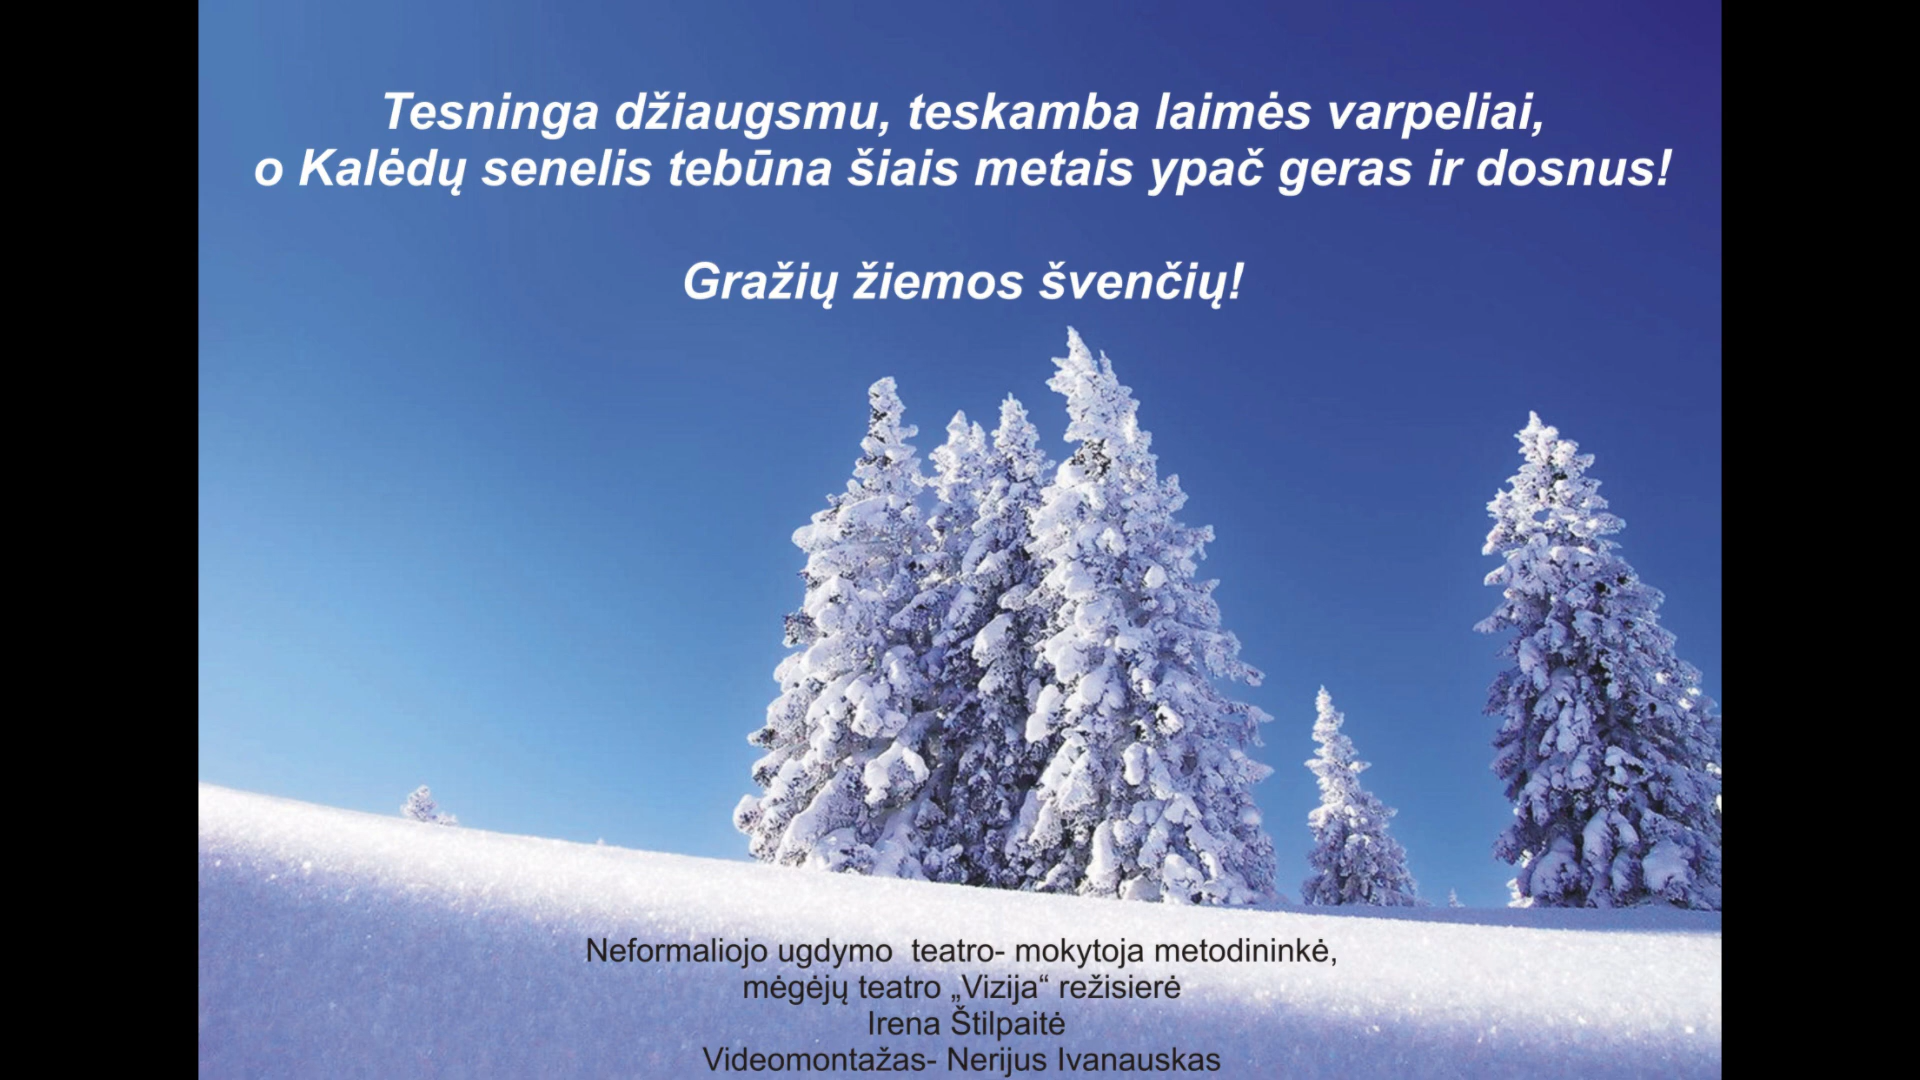 Tesninga džiaugsmu, teskamba laimės varpeliai,
o Kalėdų senelis tebūna šiais metais ypač geras ir dosnus!
Gražių žiemos švenčių!
Neformaliojo ugdymo  teatro- mokytoja metodininkė,
mėgėjų teatro „Vizija“ režisierė
Irena Štilpaitė
Videomontažas- Nerijus Ivanauskas